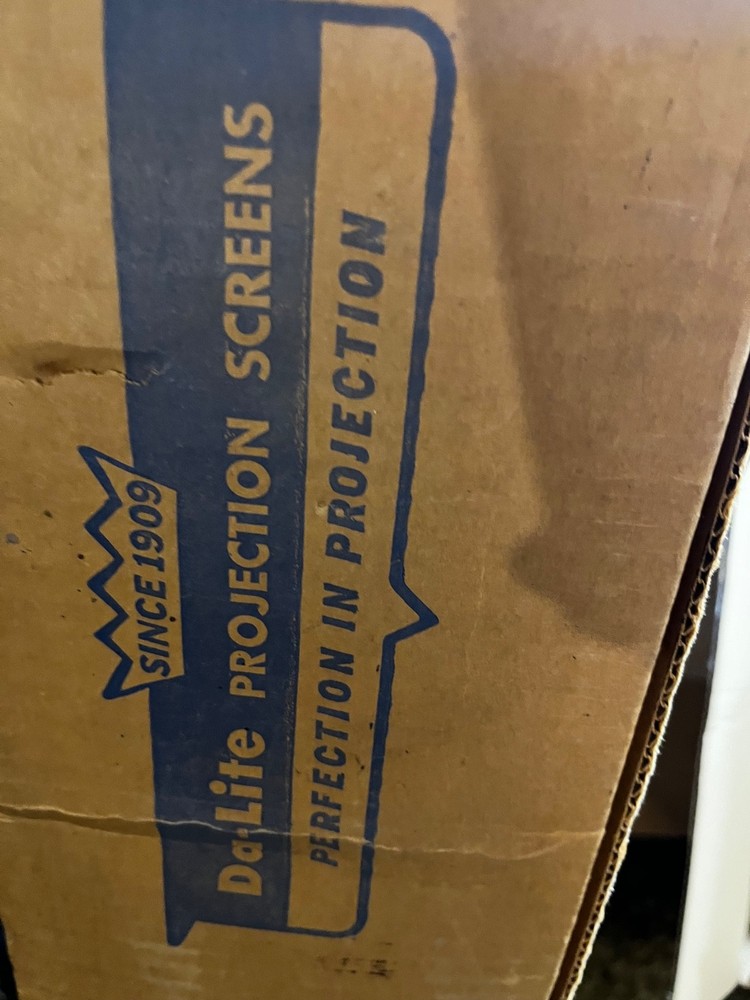 SINCE 1909
Da-Lite PROJECTION SCREENS
PERFECTION IN PROJECTION